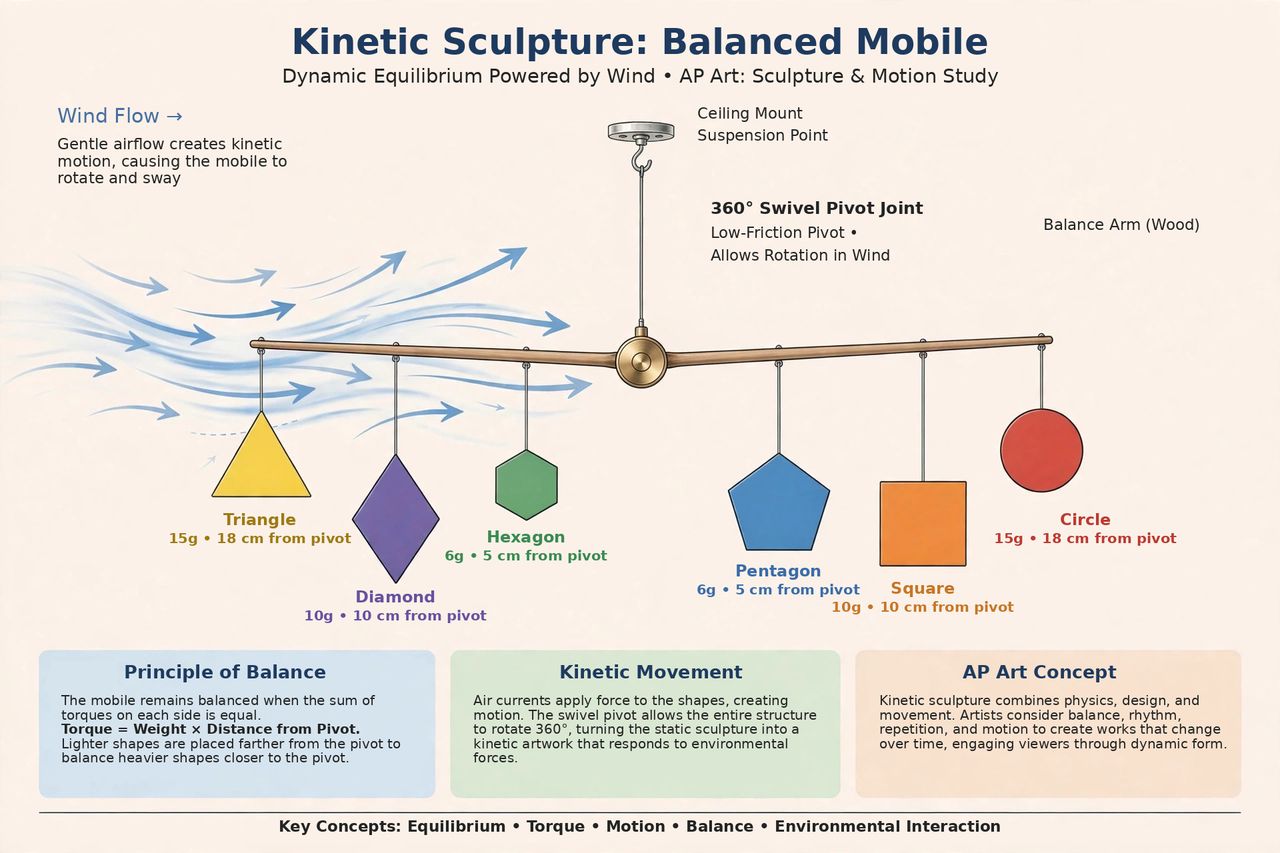 Kinetic Sculpture: Balanced Mobile
Dynamic Equilibrium Powered by Wind • AP Art: Sculpture & Motion Study
Wind Flow →
Gentle airflow creates kinetic
motion, causing the mobile to
rotate and sway
Ceiling Mount
Suspension Point
360° Swivel Pivot Joint
Low-Friction Pivot •
Allows Rotation in Wind
Balance Arm (Wood)
Triangle
15g • 18 cm from pivot
Diamond
10g • 10 cm from pivot
Hexagon
6g • 5 cm from pivot
Pentagon
6g • 5 cm from pivot
Square
10g • 10 cm from pivot
Circle
15g • 18 cm from pivot
Principle of Balance
The mobile remains balanced when the sum of
torques on each side is equal.
Torque = Weight × Distance from Pivot.
Lighter shapes are placed farther from the pivot to
balance heavier shapes closer to the pivot.
Kinetic Movement
Air currents apply force to the shapes, creating
motion. The swivel pivot allows the entire structure
to rotate 360°, turning the static sculpture into a
kinetic artwork that responds to environmental
forces.
AP Art Concept
Kinetic sculpture combines physics, design, and
movement. Artists consider balance, rhythm,
repetition, and motion to create works that change
over time, engaging viewers through dynamic form.
Key Concepts: Equilibrium • Torque • Motion • Balance • Environmental Interaction